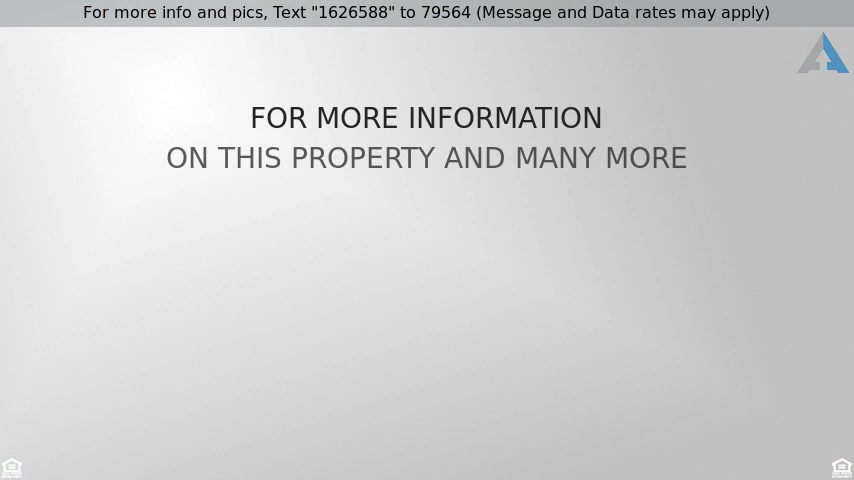 For more info and pics, Text "1626588" to 79564 (Message and Data rates may apply)
FOR MORE INFORMATION
ON THIS PROPERTY AND MANY MORE